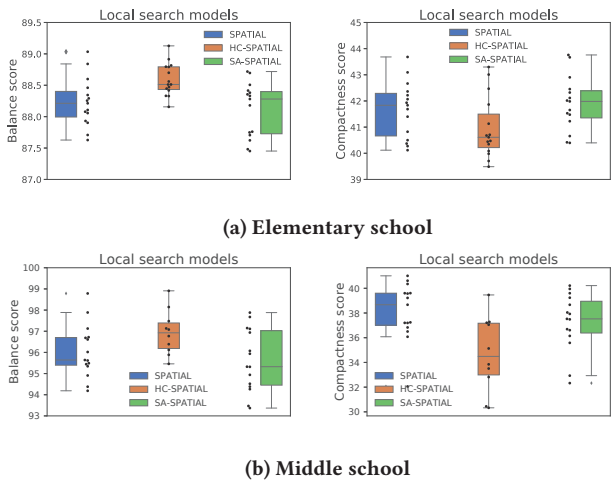 Local search models
Balance score
89.5
89.0
88.5
88.0
87.5
87.0
SPATIAL
HC-SPATIAL
SA-SPATIAL
Local search models
Compactness score
45
44
43
42
41
40
39
SPATIAL
HC-SPATIAL
SA-SPATIAL
(a) Elementary school
Local search models
Balance score
100
99
98
97
96
95
94
93
SPATIAL
HC-SPATIAL
SA-SPATIAL
Local search models
Compactness score
40
38
36
34
32
30
SPATIAL
HC-SPATIAL
SA-SPATIAL
(b) Middle school